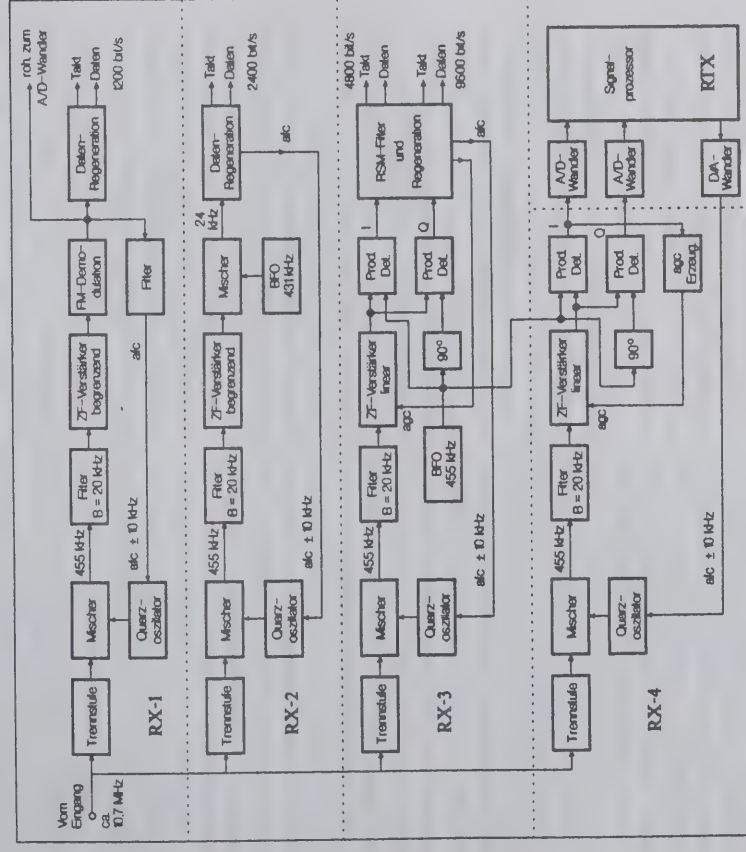 Vom
Eingang
ca.
10.7 MHz
Trennstufe
Mischer
455 kHz
Filter
B = 20 kHz
ZF-Verstärker
begrenzend
FM-Demo-
dulation
Daten-
Regeneration
roh zum
A/D-Wandler
Takt
Daten
1200 bit/s
Quarz-
oszillator
afc ± 10 kHz
afc
Filter
RX-1
Trennstufe
Mischer
455 kHz
Filter
B = 20 kHz
ZF-Verstärker
begrenzend
Mischer
24
kHz
Daten-
Regeneration
Takt
Daten
2400 bit/s
Quarz-
oszillator
BFO
431 kHz
afc
afc ± 10 kHz
RX-2
Trennstufe
Mischer
455 kHz
Filter
B = 20 kHz
ZF-Verstärker
linear
Prod.
Det.
I
RSM-Filter
und
Regeneration
4800 bit/s
Takt
Daten
Takt
Daten
9600 bit/s
Prod.
Det.
Q
90°
agc
BFO
455 kHz
Quarz-
oszillator
afc
afc ± 10 kHz
RX-3
Trennstufe
Mischer
455 kHz
Filter
B = 20 kHz
ZF-Verstärker
linear
Prod.
Det.
I
A/D-
Wandler
Signal-
prozessor
RTX
Prod.
Det.
Q
A/D-
Wandler
90°
agc
Erzeug.
D/A-
Wandler
agc
Quarz-
oszillator
afc ± 10 kHz
RX-4